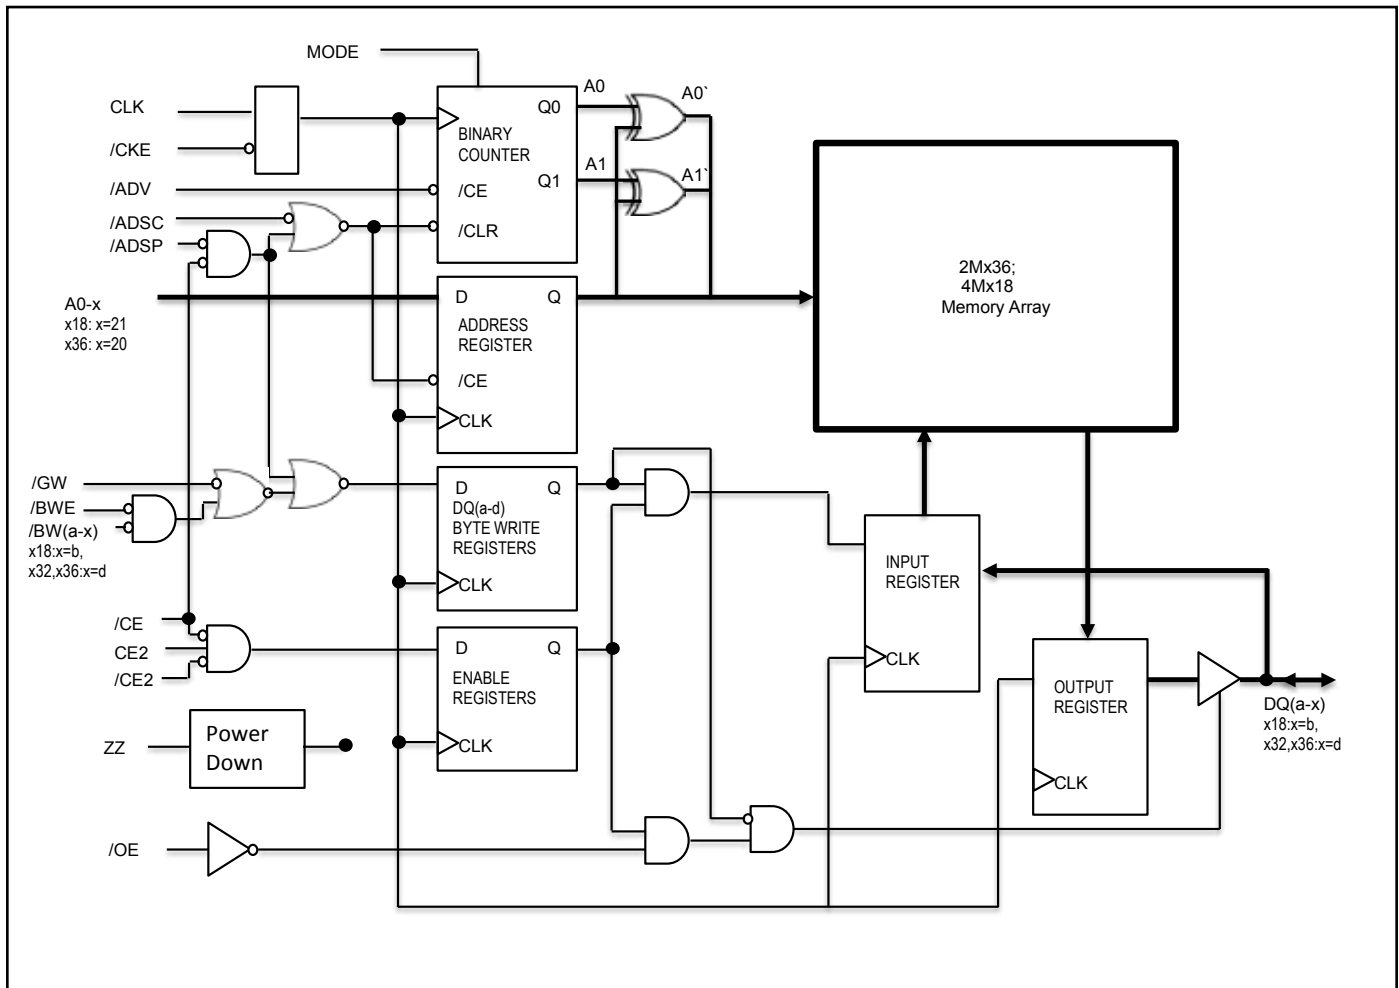 MODE
CLK
/CKE
/ADV
/ADSC
/ADSP
A0-x
x18: x=21
x36: x=20
/GW
/BWE
/BW(a-x)
x18:x=b,
x32,x36:x=d
/CE
CE2
/CE2
ZZ
Power
Down
/OE
Q0
BINARY
COUNTER
Q1
/CE
/CLR
A0
A0`
A1
A1`
D Q
ADDRESS
REGISTER
/CE
CLK
D Q
DQ(a-d)
BYTE WRITE
REGISTERS
CLK
D Q
ENABLE
REGISTERS
CLK
2Mx36;
4Mx18
Memory Array
INPUT
REGISTER
CLK
OUTPUT
REGISTER
CLK
DQ(a-x)
x18:x=b,
x32,x36:x=d